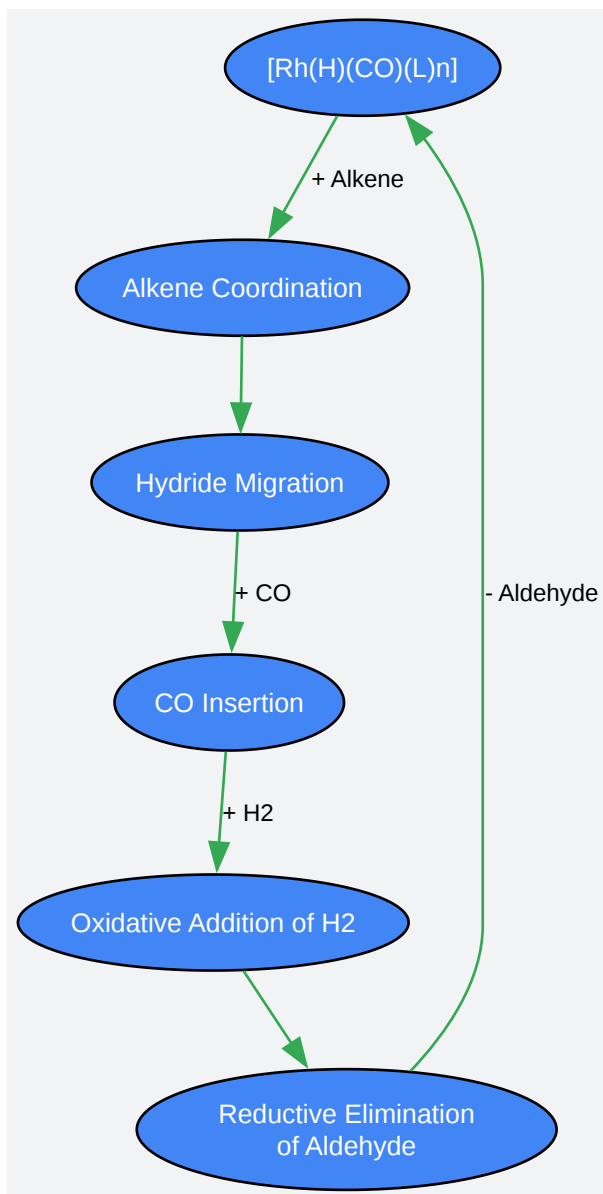 [Rh(H)(CO)(L)n]
+ Alkene
Alkene Coordination
Hydride Migration
+ CO
- Aldehyde
CO Insertion
+ H2
Oxidative Addition of H2
Reductive Elimination
of Aldehyde